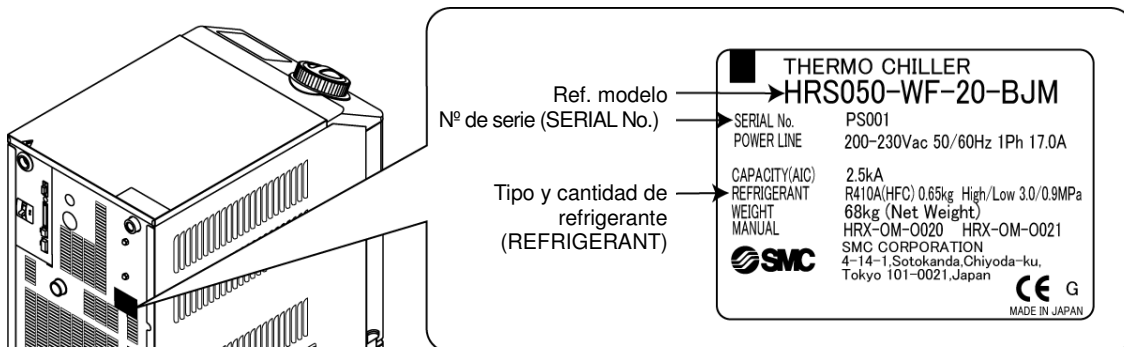 Ref. modelo
Nº de serie (SERIAL No.)
Tipo y cantidad de
refrigerante
(REFRIGERANT)
THERMO CHILLER
HRS050-WF-20-BJM
SERIAL No. PS001
POWER LINE 200-230Vac 50/60Hz 1Ph 17.0A
CAPACITY(AIC) 2.5kA
REFRIGERANT R410A(HFC) 0.65kg High/Low 3.0/0.9MPa
WEIGHT 68kg (Net Weight)
MANUAL HRX-OM-O020 HRX-OM-O021
SMC
SMC CORPORATION
4-14-1,Sotokanda,Chiyoda-ku,
Tokyo 101-0021,Japan
CE G
MADE IN JAPAN